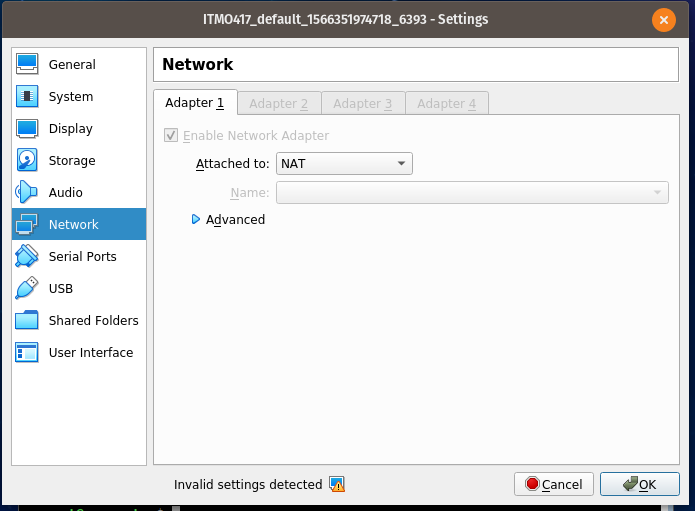 ITMO417_default_1566351974718_6393 - Settings
General
System
Display
Storage
Audio
Network
Serial Ports
USB
Shared Folders
User Interface
Network
Adapter 1 Adapter 2 Adapter 3 Adapter 4
Enable Network Adapter
Attached to: NAT
Name:
Advanced
Invalid settings detected
Cancel
OK